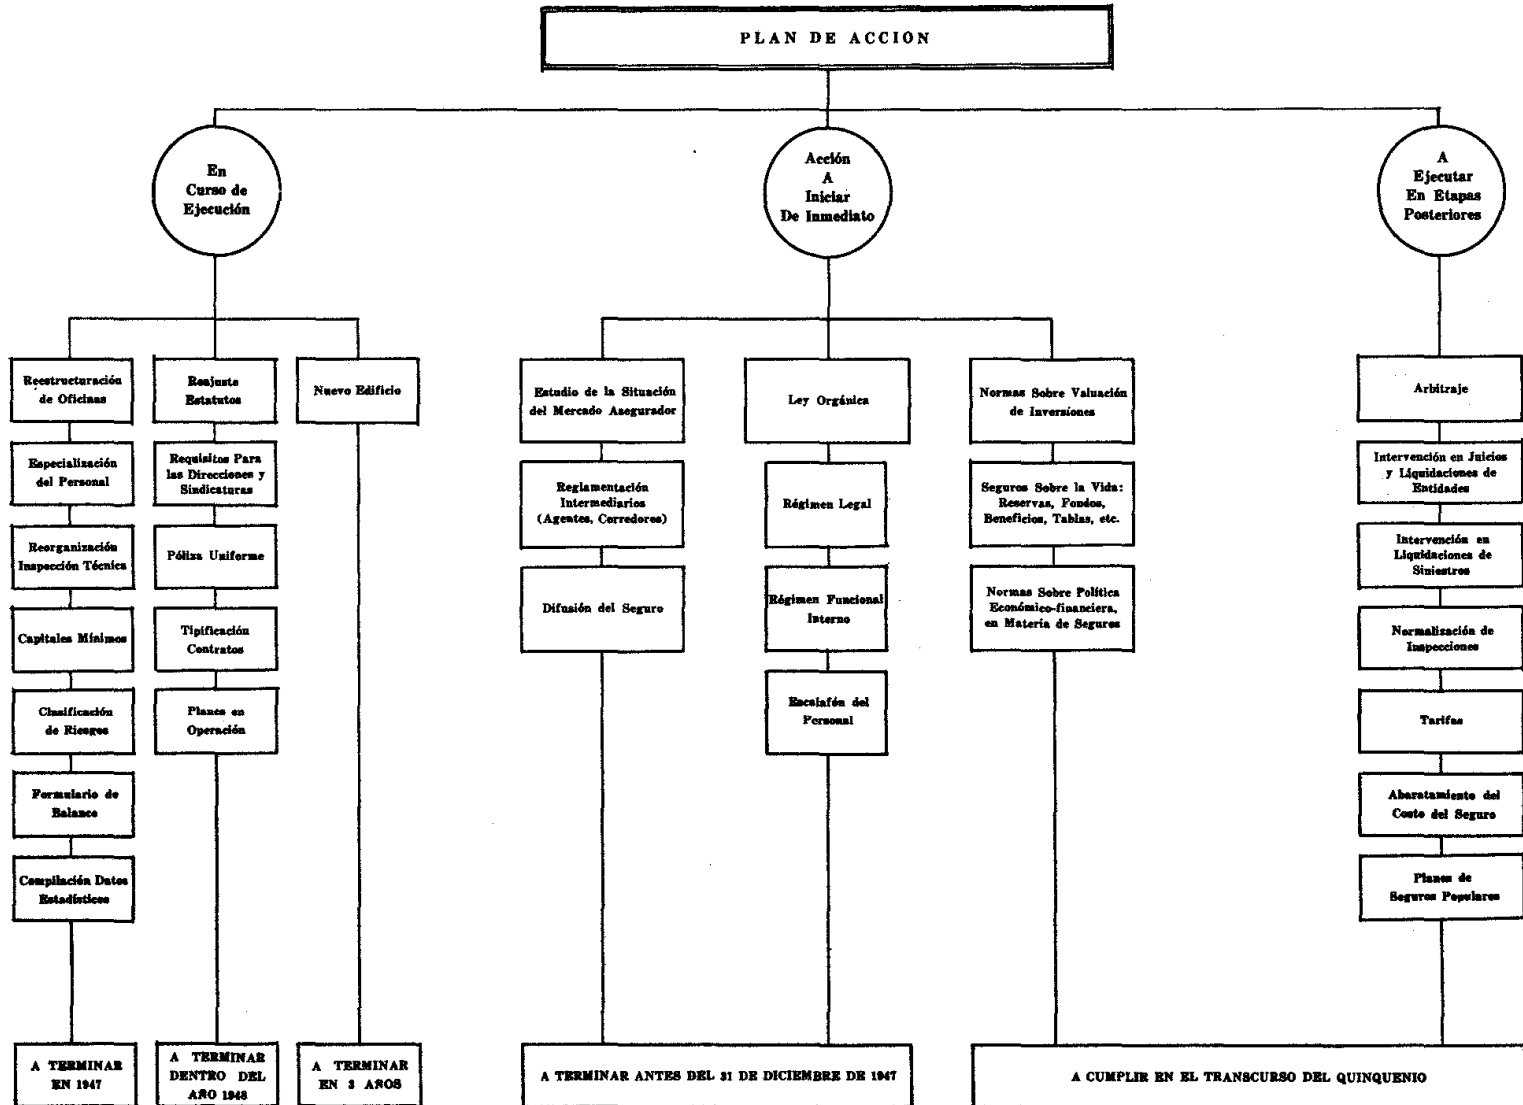 PLAN DE ACCION
En
Curso de
Ejecución
Acción
A
Iniciar
De Inmediato
A
Ejecutar
En Etapas
Posteriores
Reestructuración
de Oficinas
Especialización
del Personal
Reorganización
Inspección Técnica
Capitales Mínimos
Clasificación
de Riesgos
Formulario de
Balance
Compilación Datos
Estadísticos
A TERMINAR
EN 1947
Reajuste
Estatutos
Requisitos Para
las Direcciones y
Sindicaturas
Póliza Uniforme
Tipificación
Contratos
Planes en
Operación
A TERMINAR
DENTRO DEL
AÑO 1948
Nuevo Edificio
A TERMINAR
EN 3 AÑOS
Estudio de la Situación
del Mercado Asegurador
Reglamentación
Intermediarios
(Agentes, Corredores)
Difusión del Seguro
Ley Orgánica
Régimen Legal
Régimen Funcional
Interno
Escalafón del
Personal
A TERMINAR ANTES DEL 31 DE DICIEMBRE DE 1947
Normas Sobre Valuación
de Inversiones
Seguros Sobre la Vida:
Reservas, Fondos,
Beneficios, Tablas, etc.
Normas Sobre Política
Económico-financiera,
en Materia de Seguros
Arbitraje
Intervención en Juicios
y Liquidaciones de
Entidades
Intervención en
Liquidaciones de
Siniestros
Normalización de
Inspecciones
Tarifas
Abaratamiento del
Costo del Seguro
Planes de
Seguros Populares
A CUMPLIR EN EL TRANSCURSO DEL QUINQUENIO